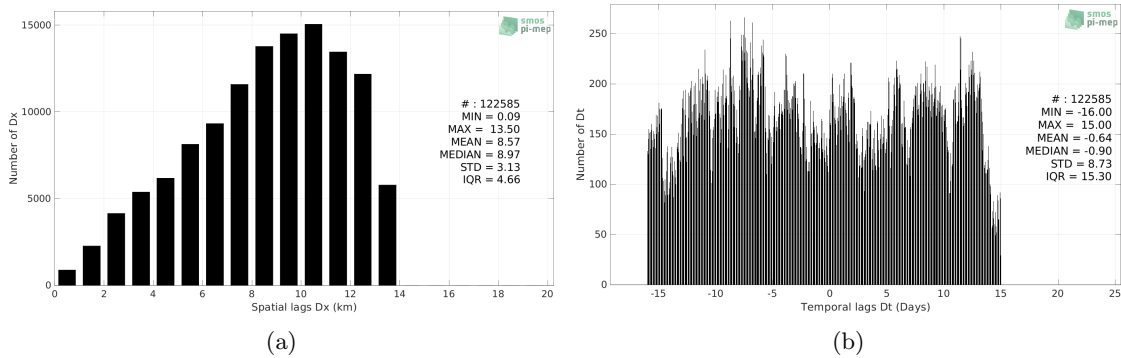 15000
10000
5000
0
Number of Dx
0 2 4 6 8 10 12 14 16 18 20
Spatial lags Dx (km)
smos
pi-mep
# : 122585
MIN = 0.09
MAX = 13.50
MEAN = 8.57
MEDIAN = 8.97
STD = 3.13
IQR = 4.66
(a)
250
200
150
100
50
0
Number of Dt
-15 -10 -5 0 5 10 15 20 25
Temporal lags Dt (Days)
smos
pi-mep
# : 122585
MIN = -16.00
MAX = 15.00
MEAN = -0.64
MEDIAN = -0.90
STD = 8.73
IQR = 15.30
(b)